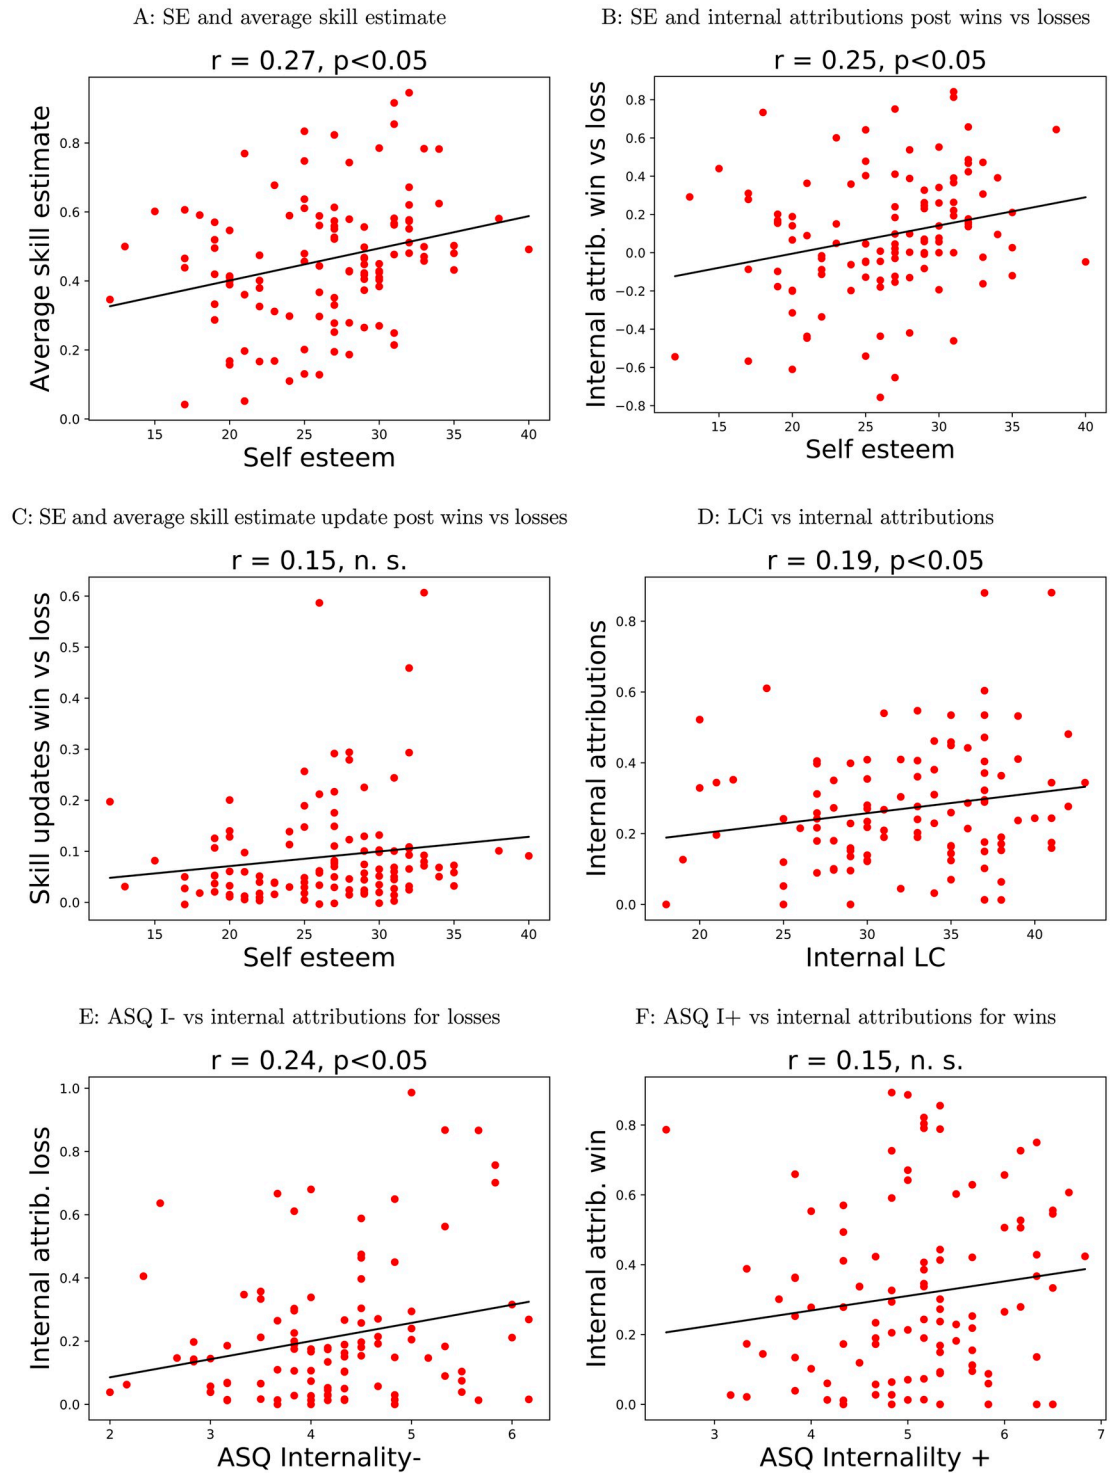 A: SE and average skill estimate
r = 0.27, p<0.05
Average skill estimate
0.8
0.6
0.4
0.2
0.0
15 20 25 30 35 40
Self esteem
B: SE and internal attributions post wins vs losses
r = 0.25, p<0.05
Internal attrib. win vs loss
0.8
0.6
0.4
0.2
0.0
−0.2
−0.4
−0.6
−0.8
15 20 25 30 35 40
Self esteem
C: SE and average skill estimate update post wins vs losses
r = 0.15, n. s.
Skill updates win vs loss
0.6
0.5
0.4
0.3
0.2
0.1
0.0
15 20 25 30 35 40
Self esteem
D: LCi vs internal attributions
r = 0.19, p<0.05
Internal attributions
0.8
0.6
0.4
0.2
0.0
20 25 30 35 40
Internal LC
E: ASQ I- vs internal attributions for losses
r = 0.24, p<0.05
Internal attrib. loss
1.0
0.8
0.6
0.4
0.2
0.0
2 3 4 5 6
ASQ Internality-
F: ASQ I+ vs internal attributions for wins
r = 0.15, n. s.
Internal attrib. win
0.8
0.6
0.4
0.2
0.0
3 4 5 6 7
ASQ Internalilty +